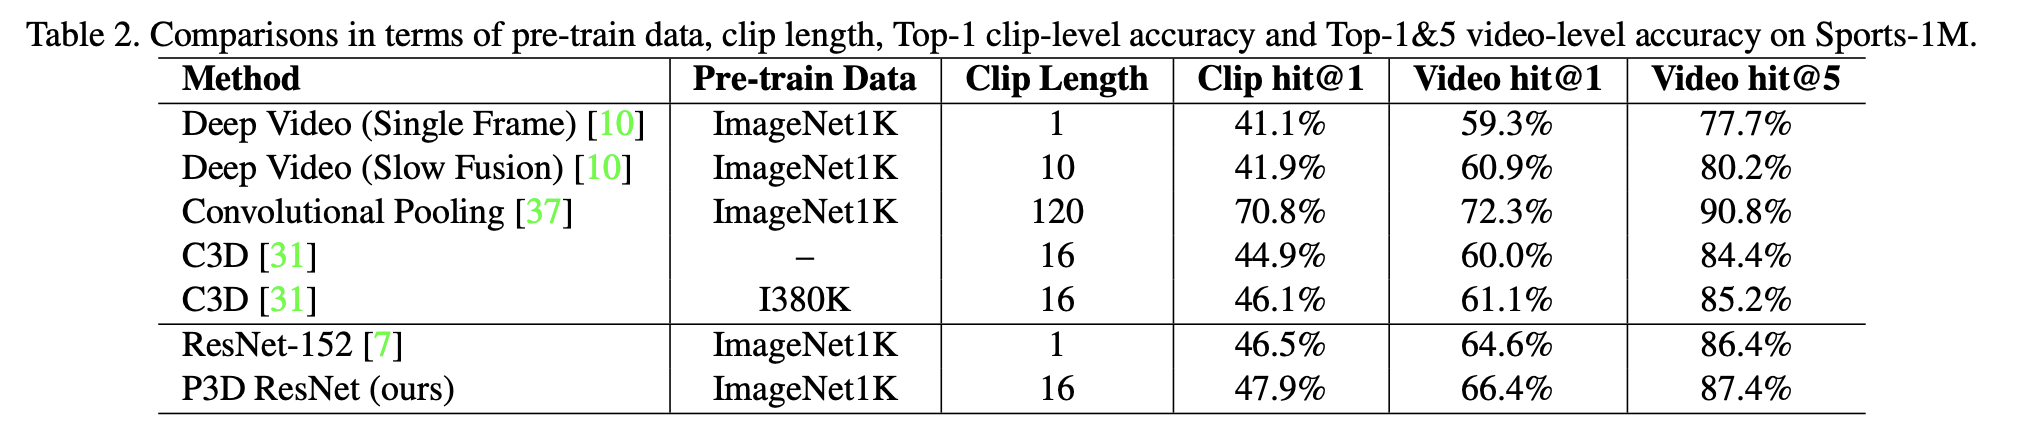 Table 2. Comparisons in terms of pre-train data, clip length, Top-1 clip-level accuracy and Top-1&5 video-level accuracy on Sports-1M.
Method Pre-train Data Clip Length Clip hit@1 Video hit@1 Video hit@5
Deep Video (Single Frame) [10] ImageNet1K 1 41.1% 59.3% 77.7%
Deep Video (Slow Fusion) [10] ImageNet1K 10 41.9% 60.9% 80.2%
Convolutional Pooling [37] ImageNet1K 120 70.8% 72.3% 90.8%
C3D [31] – 16 44.9% 60.0% 84.4%
C3D [31] I380K 16 46.1% 61.1% 85.2%
ResNet-152 [7] ImageNet1K 1 46.5% 64.6% 86.4%
P3D ResNet (ours) ImageNet1K 16 47.9% 66.4% 87.4%